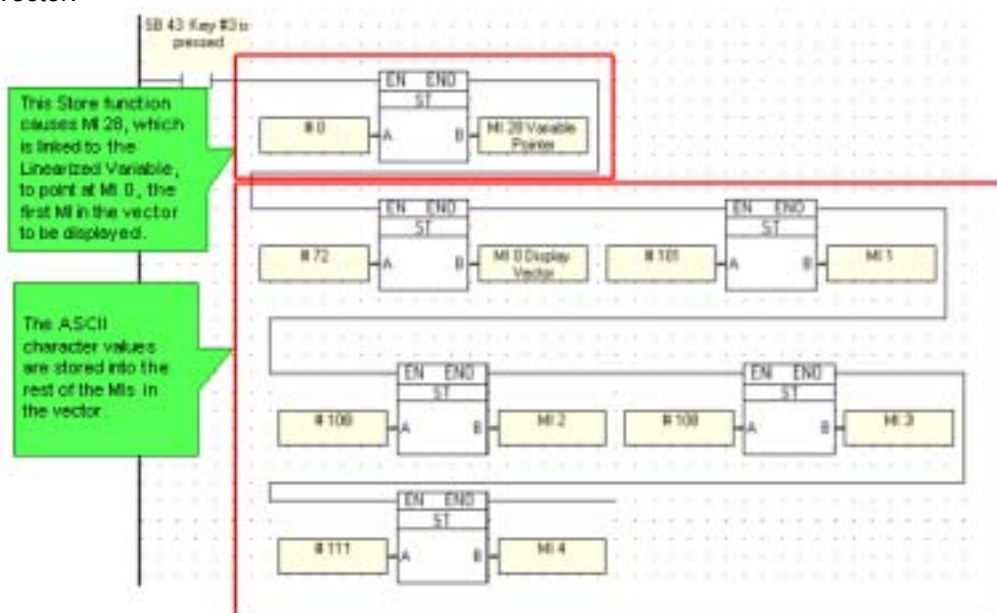 SB 43 Key #3 is
pressed
This Store function
causes MI 28, which
is linked to the
Linearized Variable,
to point at MI 0, the
first MI in the vector
to be displayed.
EN ENO
ST
# 0
A
B
MI 28 Variable
Pointer
EN ENO
ST
# 72
A
B
MI 0 Display
Vector
EN ENO
ST
# 101
A
B
MI 1
The ASCII
character values
are stored into the
rest of the MIs in
the vector
EN ENO
ST
# 108
A
B
MI 2
EN ENO
ST
# 108
A
B
MI 3
EN ENO
ST
# 111
A
B
MI 4